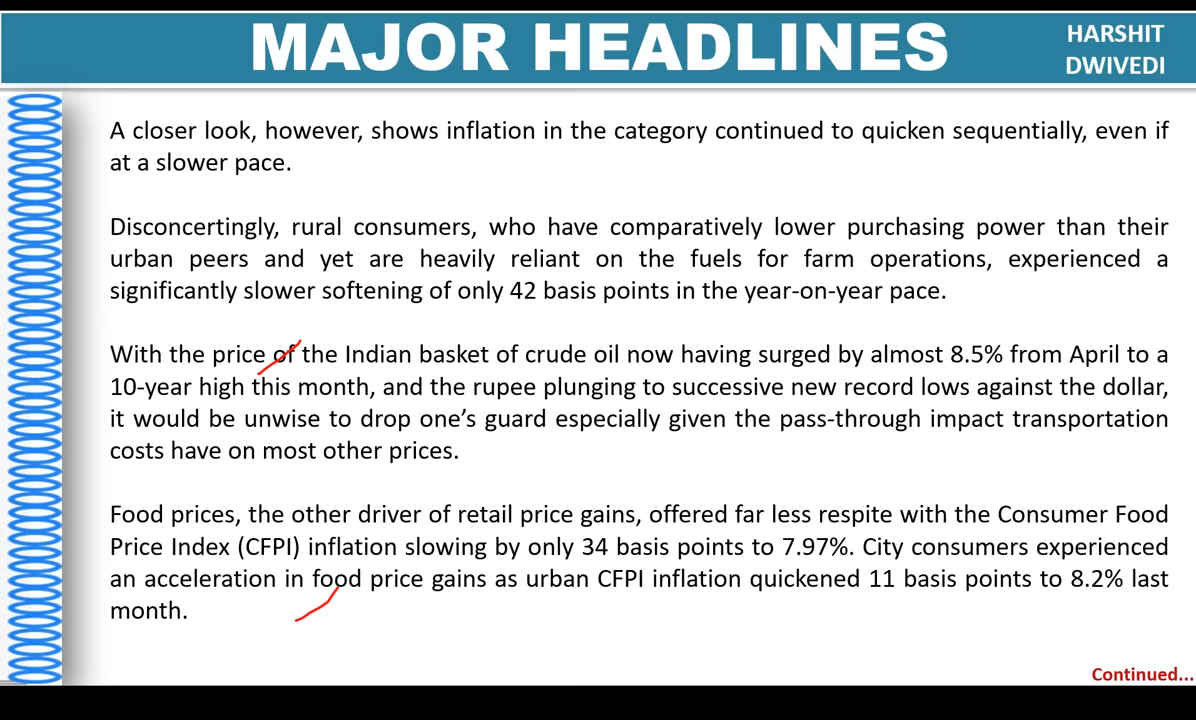 MAJOR HEADLINES
HARSHIT
DWIVEDI
A closer look, however, shows inflation in the category continued to quicken sequentially, even if
at a slower pace.
Disconcertingly, rural consumers, who have comparatively lower purchasing power than their
urban peers and yet are heavily reliant on the fuels for farm operations, experienced a
significantly slower softening of only 42 basis points in the year-on-year pace.
With the price of the Indian basket of crude oil now having surged by almost 8.5% from April to a
10-year high this month, and the rupee plunging to successive new record lows against the dollar,
it would be unwise to drop one’s guard especially given the pass-through impact transportation
costs have on most other prices.
Food prices, the other driver of retail price gains, offered far less respite with the Consumer Food
Price Index (CFPI) inflation slowing by only 34 basis points to 7.97%. City consumers experienced
an acceleration in food price gains as urban CFPI inflation quickened 11 basis points to 8.2% last
month.
Continued...